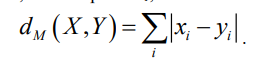 d_M (X,Y) = ∑_i |x_i − y_i| .